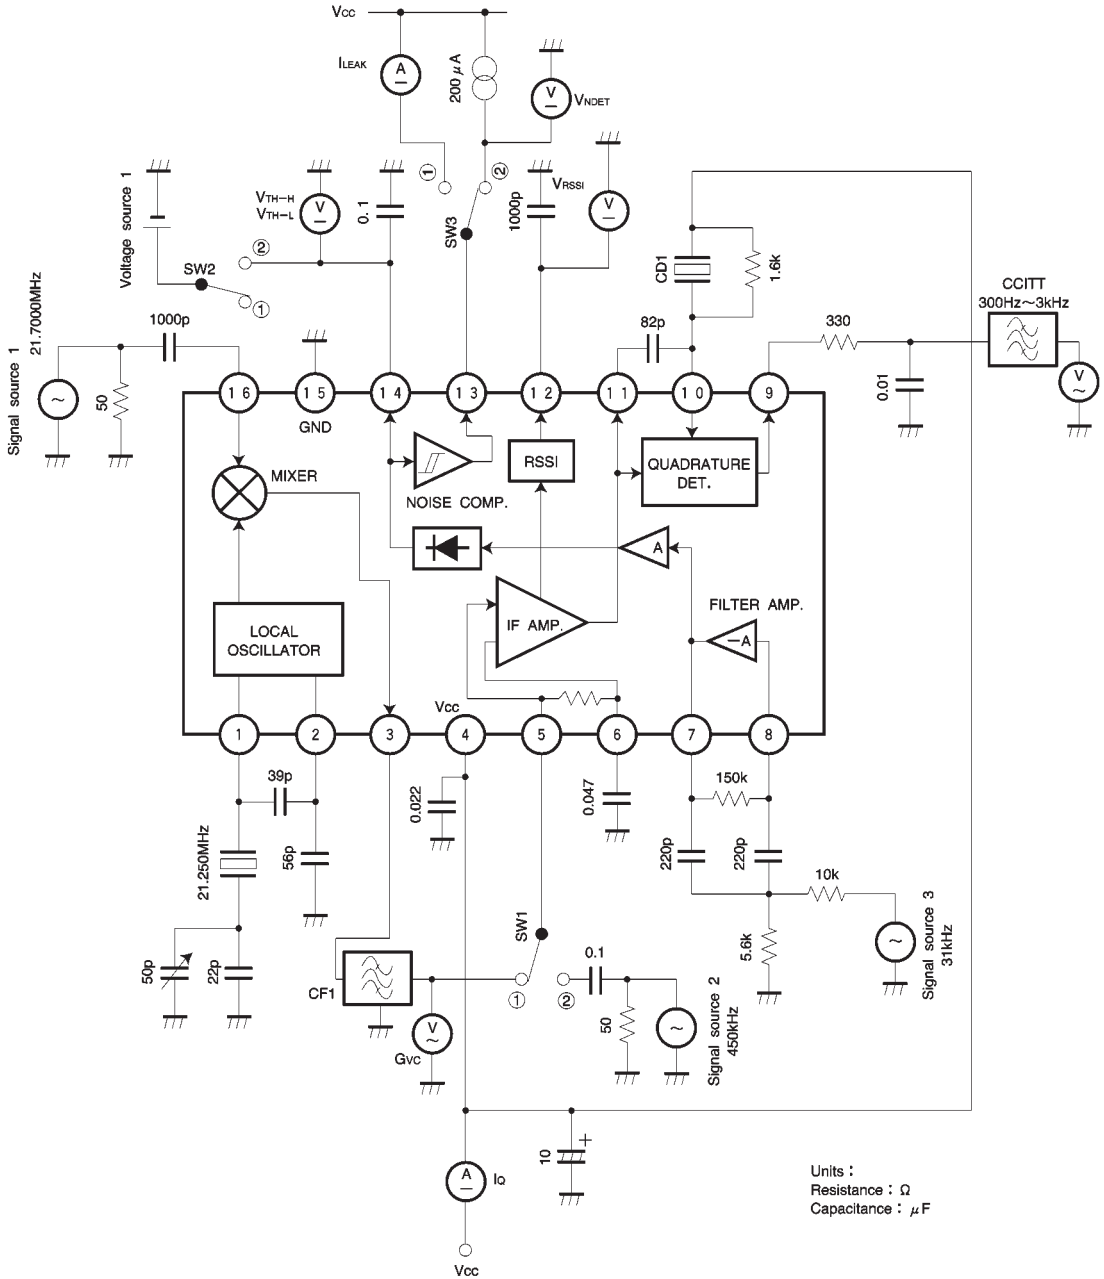 Vcc
ILEAK
A
200 μA
V
VNDET
①
②
VTH-H
VTH-L
V
0.1
SW3
1000p
VRSSI
V
Voltage source 1
SW2
②
①
CD1
1.6k
CCITT
300Hz~3kHz
Signal source 1
21.7000MHz
1000p
50
~
82p
330
0.01
V
~
16
15
14
13
12
11
10
9
GND
MIXER
NOISE COMP.
RSSI
QUADRATURE
DET.
A
LOCAL
OSCILLATOR
IF AMP.
FILTER AMP.
-A
Vcc
1
2
3
4
5
6
7
8
39p
0.022
0.047
150k
21.250MHz
56p
220p
220p
10k
50p
22p
CF1
SW1
①
②
0.1
5.6k
~
Signal source 3
31kHz
V
~
GVC
50
~
Signal source 2
450kHz
A
IQ
10
+
Vcc
Units :
Resistance : Ω
Capacitance : μF